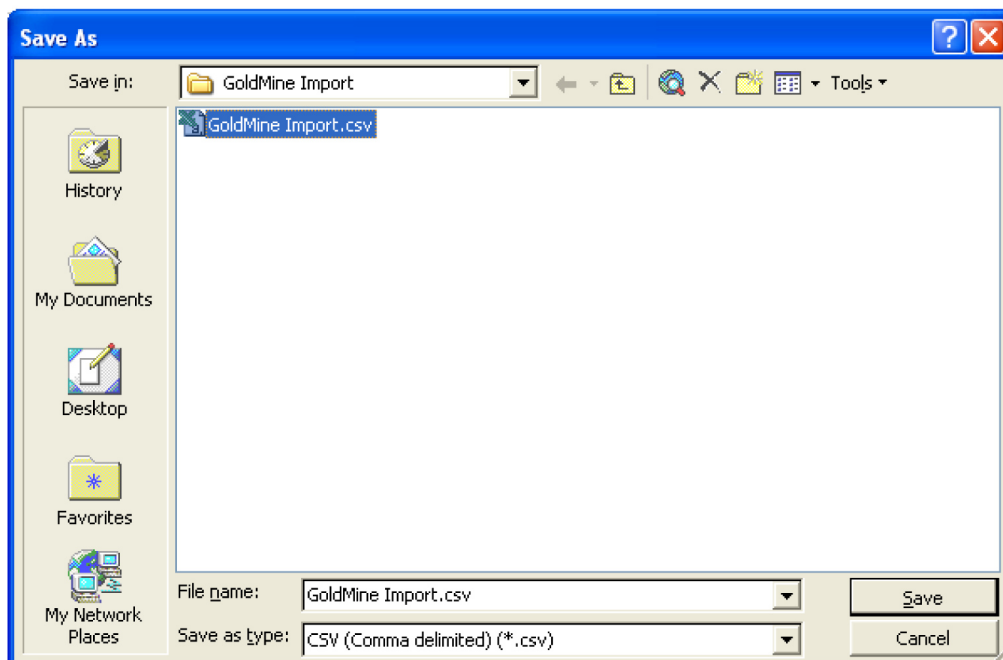 Save As
Save in:
GoldMine Import
Tools
GoldMine Import.csv
History
My Documents
Desktop
Favorites
My Network
Places
File name:
GoldMine Import.csv
Save
Save as type:
CSV (Comma delimited) (*.csv)
Cancel